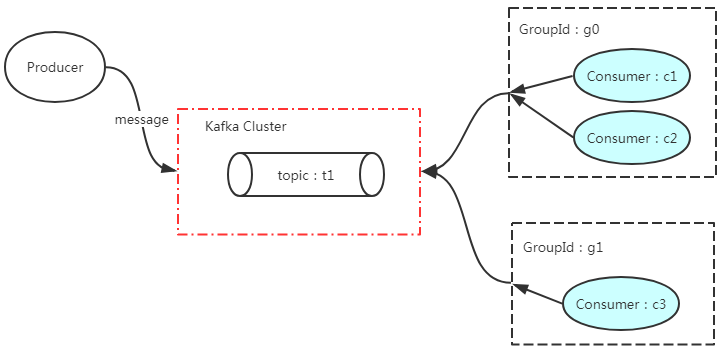 Producer
message
Kafka Cluster
topic：t1
GroupId：g0
Consumer：c1
Consumer：c2
GroupId：g1
Consumer：c3